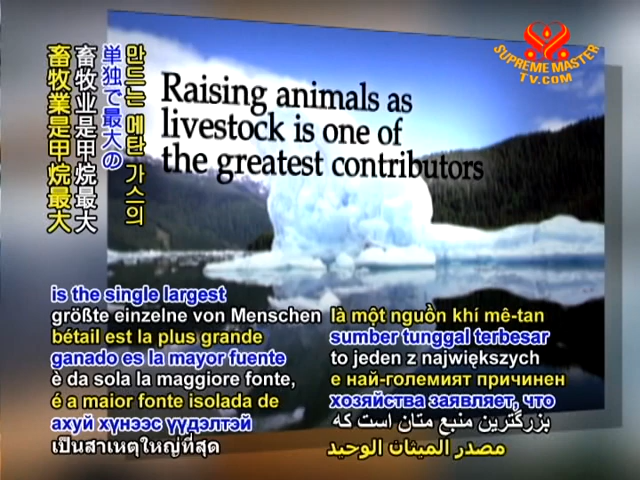 SUPREME MASTER
TV.COM
Raising animals as
livestock is one of
the greatest contributors
만드는 메탄 가스의
単独で最大の
畜牧业是甲烷最大
畜牧業是甲烷最大
is the single largest
größte einzelne von Menschen
bétail est la plus grande
ganado es la mayor fuente
è da sola la maggiore fonte,
é a maior fonte isolada de
ахуй хүнээс үүдэлтэй
เป็นสาเหตุใหญ่ที่สุด
là một nguồn khí mê-tan
sumber tunggal terbesar
to jeden z największych
е най-големият причинен
хозяйства заявляет, что
بزرگترین منبع متان است که
مصدر الميثان الوحيد